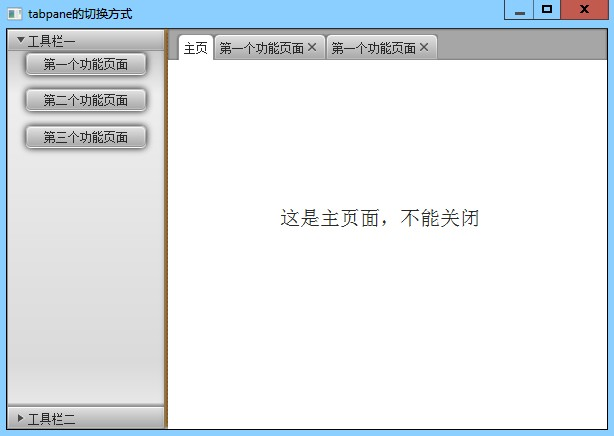 tabpane的切换方式
工具栏一
第一个功能页面
第二个功能页面
第三个功能页面
工具栏二
主页 第一个功能页面 第一个功能页面
这是主页面，不能关闭